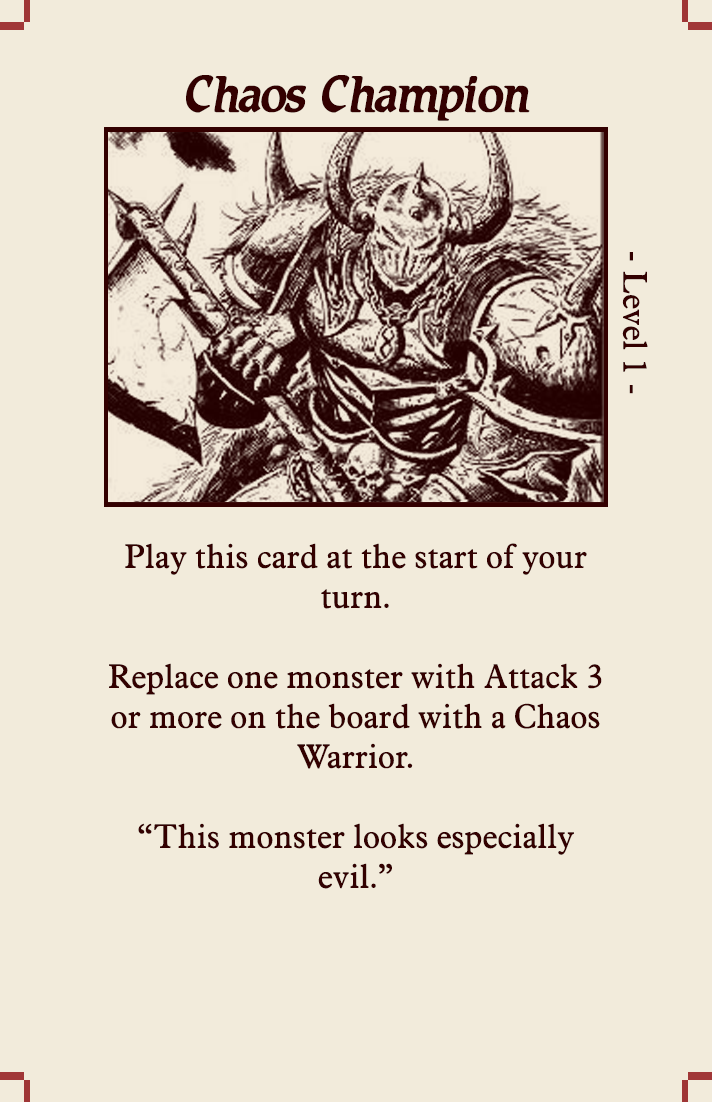 Chaos Champion
- Level 1 -
Play this card at the start of your
turn.
Replace one monster with Attack 3
or more on the board with a Chaos
Warrior.
“This monster looks especially
evil.”